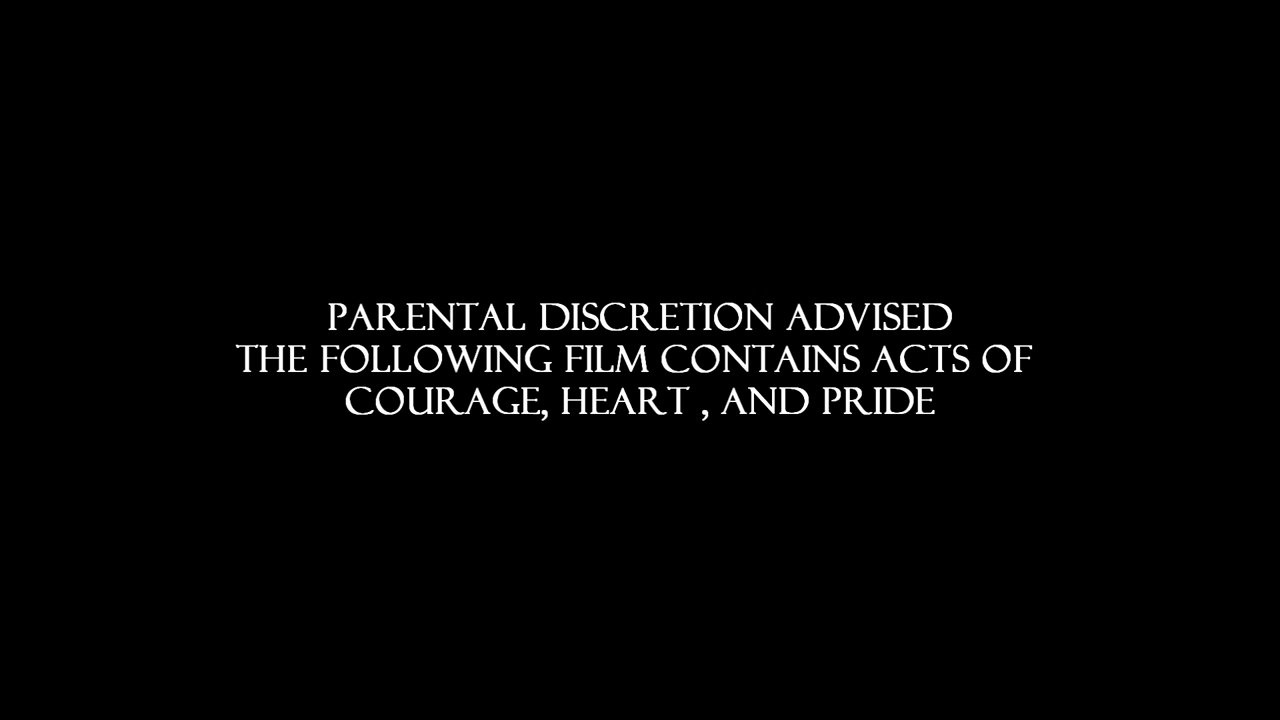 PARENTAL DISCRETION ADVISED
THE FOLLOWING FILM CONTAINS ACTS OF
COURAGE, HEART , AND PRIDE